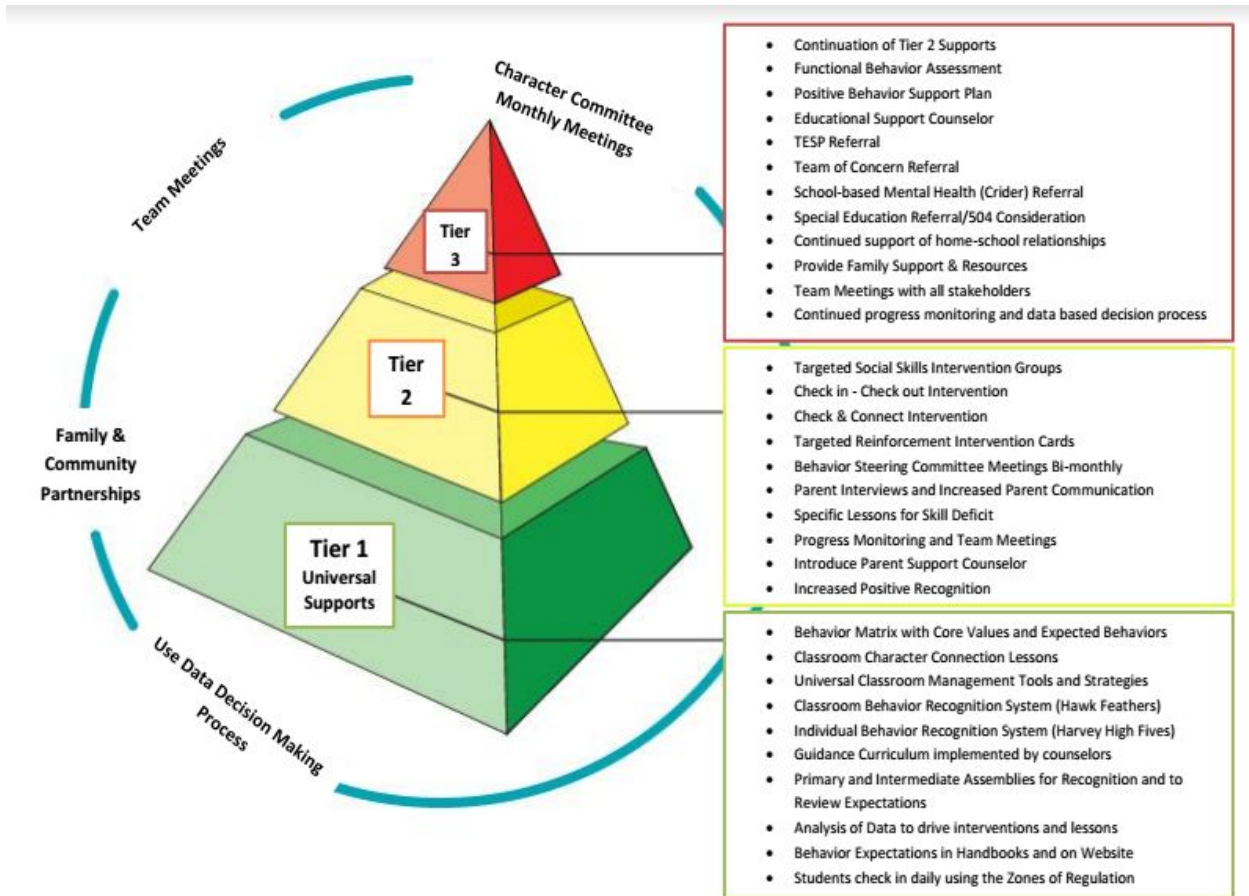 Character Committee
Monthly Meetings
Team Meetings
Family &
Community
Partnerships
Use Data Decision Making
Process
Tier
3
Tier
2
Tier 1
Universal
Supports
• Continuation of Tier 2 Supports
• Functional Behavior Assessment
• Positive Behavior Support Plan
• Educational Support Counselor
• TESP Referral
• Team of Concern Referral
• School-based Mental Health (Crider) Referral
• Special Education Referral/504 Consideration
• Continued support of home-school relationships
• Provide Family Support & Resources
• Team Meetings with all stakeholders
• Continued progress monitoring and data based decision process
• Targeted Social Skills Intervention Groups
• Check in - Check out Intervention
• Check & Connect Intervention
• Targeted Reinforcement Intervention Cards
• Behavior Steering Committee Meetings Bi-monthly
• Parent Interviews and Increased Parent Communication
• Specific Lessons for Skill Deficit
• Progress Monitoring and Team Meetings
• Introduce Parent Support Counselor
• Increased Positive Recognition
• Behavior Matrix with Core Values and Expected Behaviors
• Classroom Character Connection Lessons
• Universal Classroom Management Tools and Strategies
• Classroom Behavior Recognition System (Hawk Feathers)
• Individual Behavior Recognition System (Harvey High Fives)
• Guidance Curriculum implemented by counselors
• Primary and Intermediate Assemblies for Recognition and to
Review Expectations
• Analysis of Data to drive interventions and lessons
• Behavior Expectations in Handbooks and on Website
• Students check in daily using the Zones of Regulation